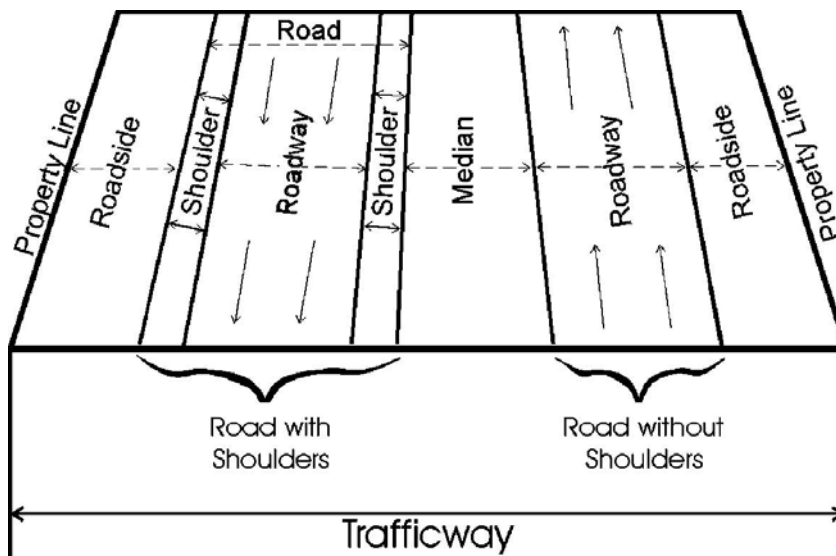 Road
Property Line
Roadside
Shoulder
Roadway
Shoulder
Median
Roadway
Roadside
Property Line
Road with
Shoulders
Road without
Shoulders
Trafficway